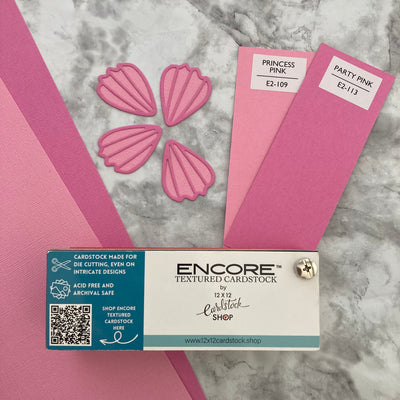 PRINCESS
PINK
E2-109
PARTY PINK
E2-113
CARDSTOCK MADE FOR
DIE CUTTING, EVEN ON
INTRICATE DESIGNS
ACID FREE AND
ARCHIVAL SAFE
SHOP ENCORE
TEXTURED
CARDSTOCK
HERE
ENCORE™
TEXTURED CARDSTOCK
by
12 X 12
Cardstock
SHOP
www.12x12cardstock.shop